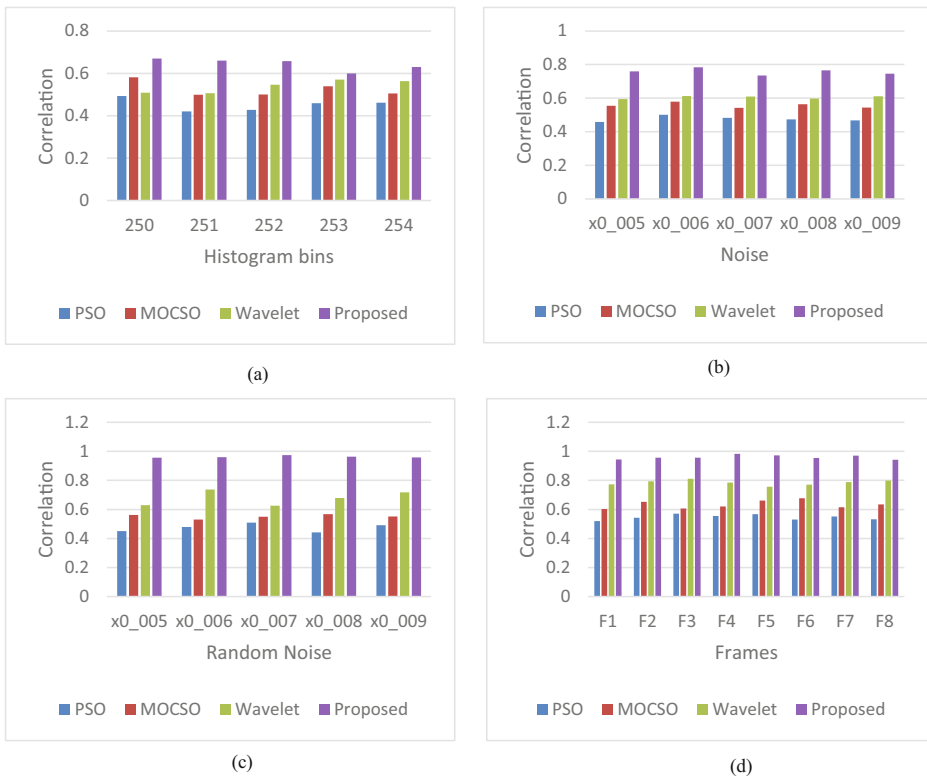 0.8
0.6
0.4
0.2
0
Correlation
250 251 252 253 254
Histogram bins
PSO MOCSO Wavelet Proposed
(a)
1
0.8
0.6
0.4
0.2
0
Correlation
x0_005 x0_006 x0_007 x0_008 x0_009
Noise
PSO MOCSO Wavelet Proposed
(b)
1.2
1
0.8
0.6
0.4
0.2
0
Correlation
x0_005 x0_006 x0_007 x0_008 x0_009
Random Noise
PSO MOCSO Wavelet Proposed
(c)
1.2
1
0.8
0.6
0.4
0.2
0
Correlation
F1 F2 F3 F4 F5 F6 F7 F8
Frames
PSO MOCSO Wavelet Proposed
(d)